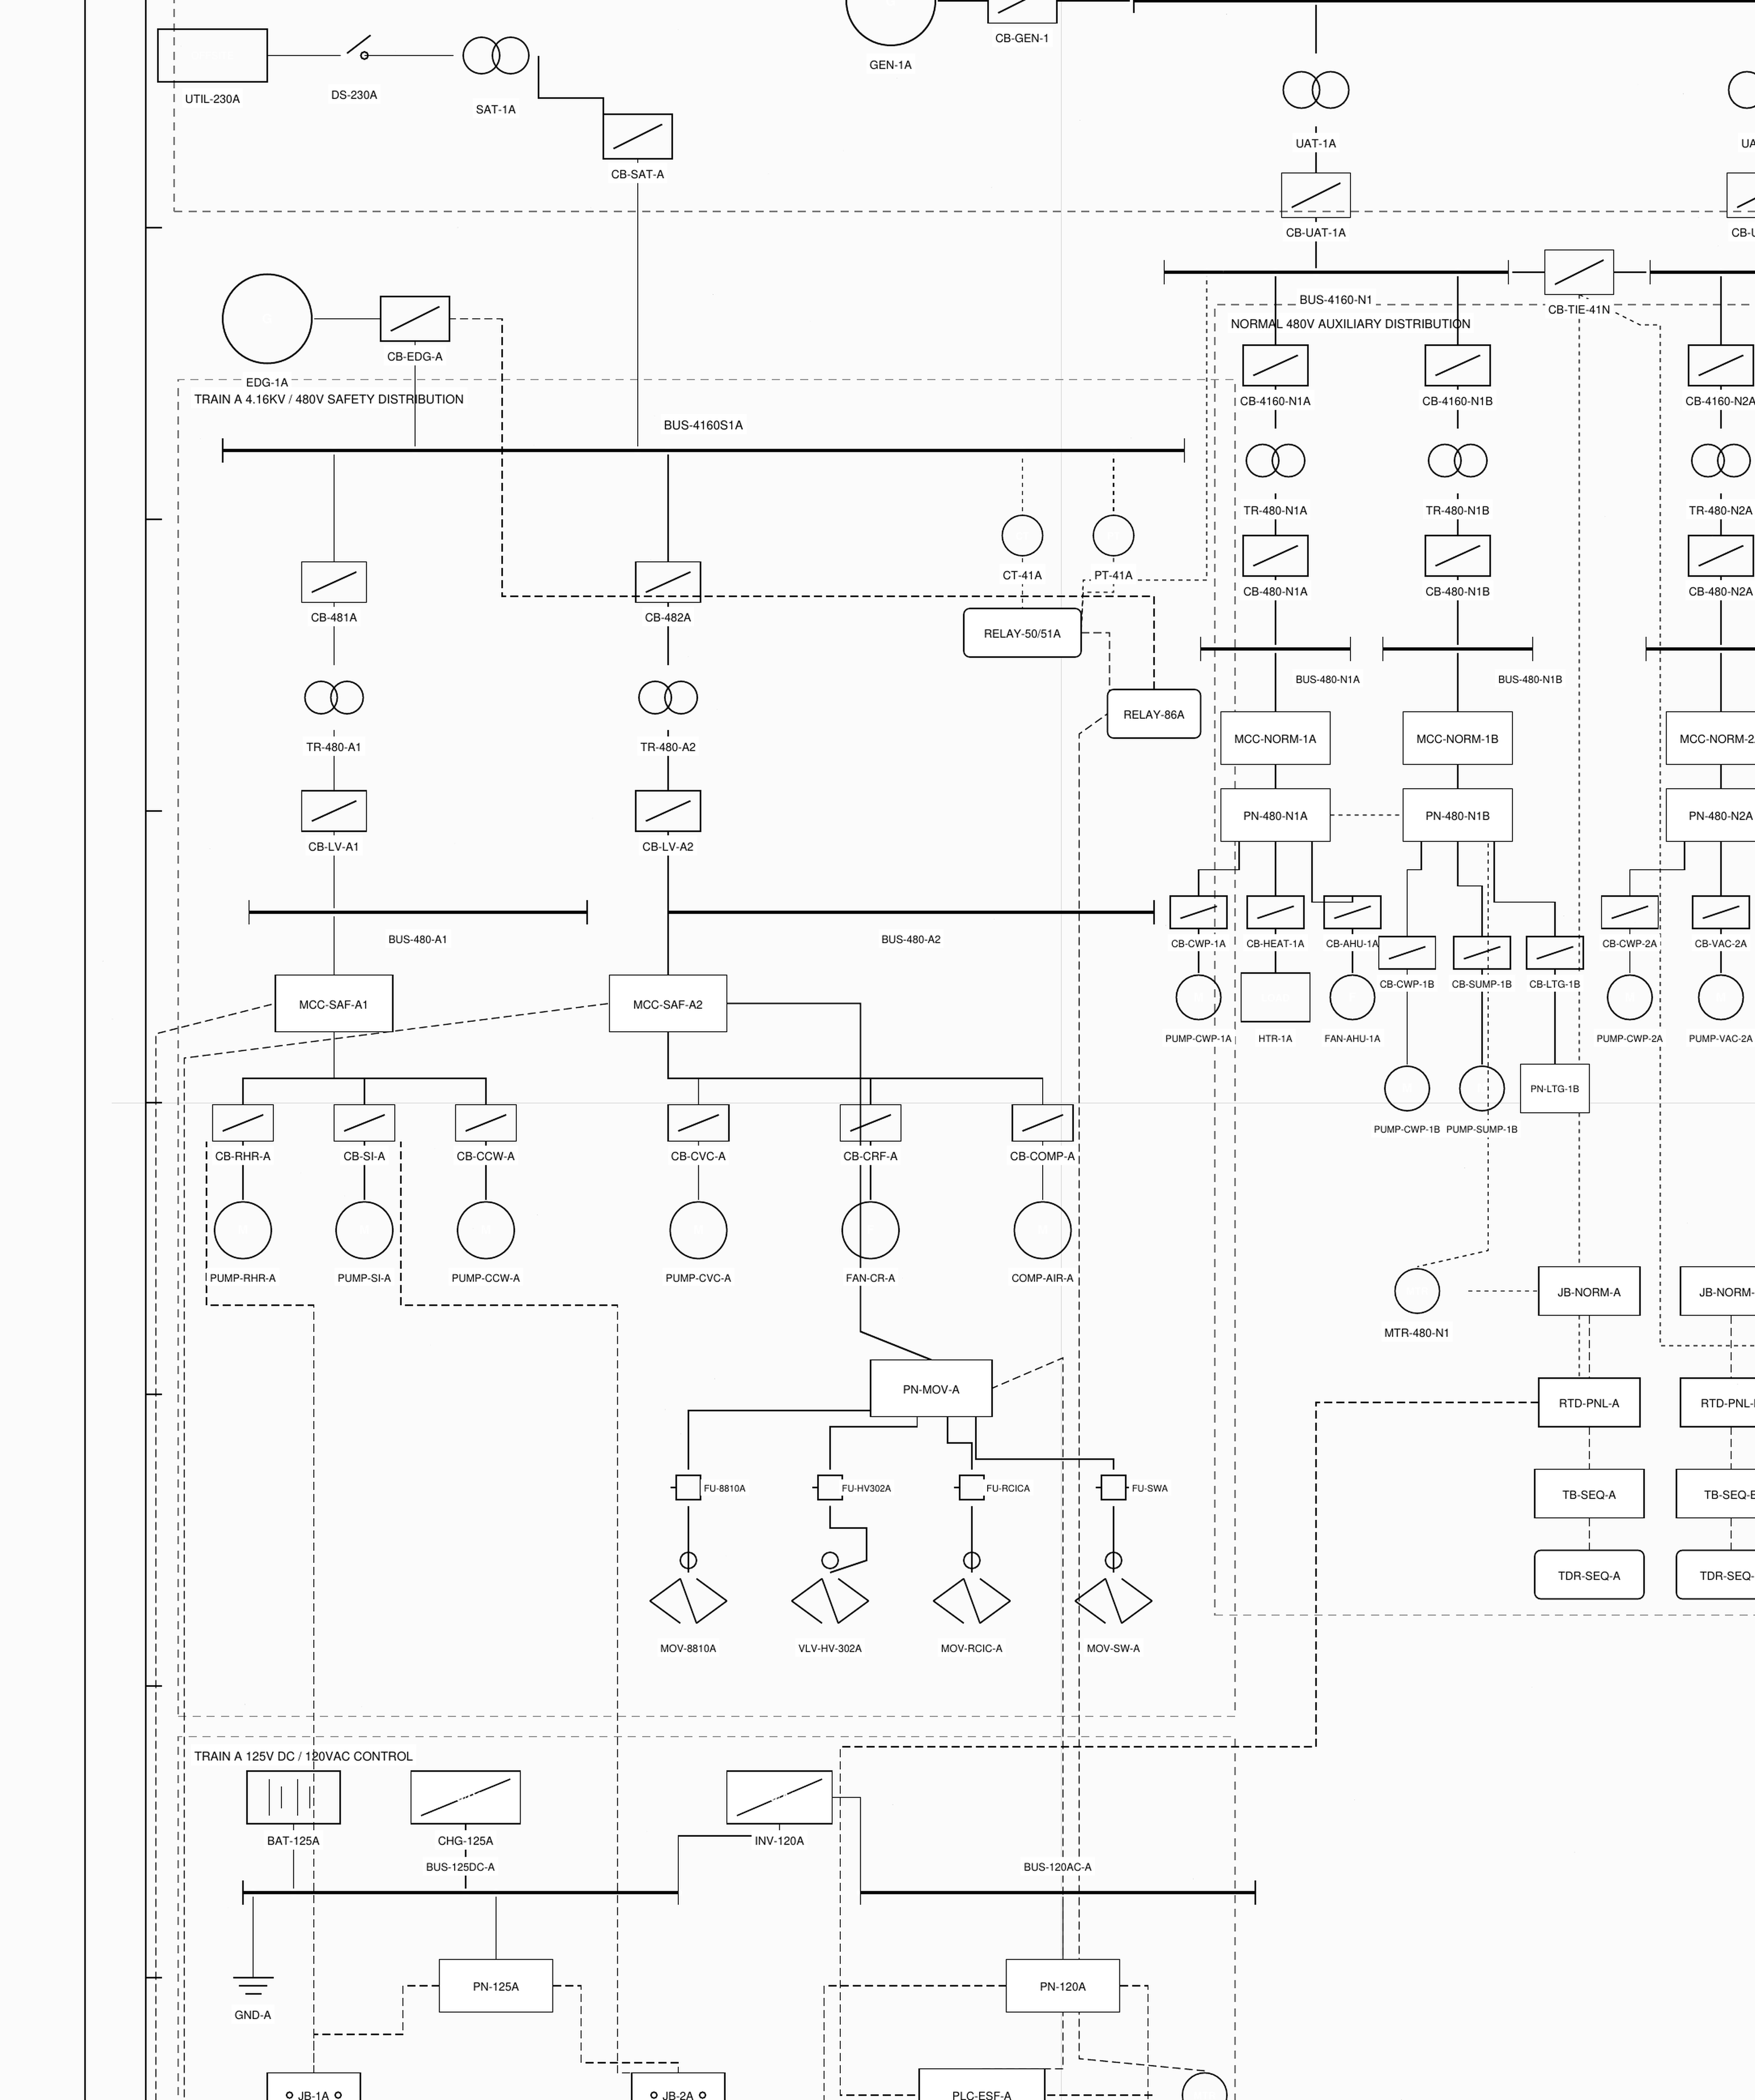 CB-GEN-1
GEN-1A
UTIL-230A
DS-230A
SAT-1A
UAT-1A
CB-SAT-A
CB-UAT-1A
BUS-4160-N1
CB-TIE-41N
NORMAL 480V AUXILIARY DISTRIBUTION
CB-EDG-A
EDG-1A
TRAIN A 4.16KV / 480V SAFETY DISTRIBUTION
CB-4160-N1A
CB-4160-N1B
CB-4160-N2A
BUS-4160S1A
TR-480-N1A
TR-480-N1B
TR-480-N2A
CT-41A
PT-41A
CB-480-N1A
CB-480-N1B
CB-480-N2A
CB-481A
CB-482A
RELAY-50/51A
BUS-480-N1A
BUS-480-N1B
RELAY-86A
TR-480-A1
TR-480-A2
MCC-NORM-1A
MCC-NORM-1B
MCC-NORM-2
PN-480-N1A
PN-480-N1B
PN-480-N2A
CB-LV-A1
CB-LV-A2
BUS-480-A1
BUS-480-A2
CB-CWP-1A
CB-HEAT-1A
CB-AHU-1A
CB-CWP-2A
CB-VAC-2A
CB-CWP-1B
CB-SUMP-1B
CB-LTG-1B
MCC-SAF-A1
MCC-SAF-A2
PUMP-CWP-1A
HTR-1A
FAN-AHU-1A
PUMP-CWP-2A
PUMP-VAC-2A
PN-LTG-1B
PUMP-CWP-1B
PUMP-SUMP-1B
CB-RHR-A
CB-SI-A
CB-CCW-A
CB-CVC-A
CB-CRF-A
CB-COMP-A
PUMP-RHR-A
PUMP-SI-A
PUMP-CCW-A
PUMP-CVC-A
FAN-CR-A
COMP-AIR-A
JB-NORM-A
JB-NORM-
MTR-480-N1
PN-MOV-A
RTD-PNL-A
RTD-PNL-
FU-8810A
FU-HV302A
FU-RCICA
FU-SWA
TB-SEQ-A
TB-SEQ-B
TDR-SEQ-A
TDR-SEQ-
MOV-8810A
VLV-HV-302A
MOV-RCIC-A
MOV-SW-A
TRAIN A 125V DC / 120VAC CONTROL
BAT-125A
CHG-125A
INV-120A
BUS-125DC-A
BUS-120AC-A
PN-125A
PN-120A
GND-A
JB-1A
JB-2A
PLC-ESF-A